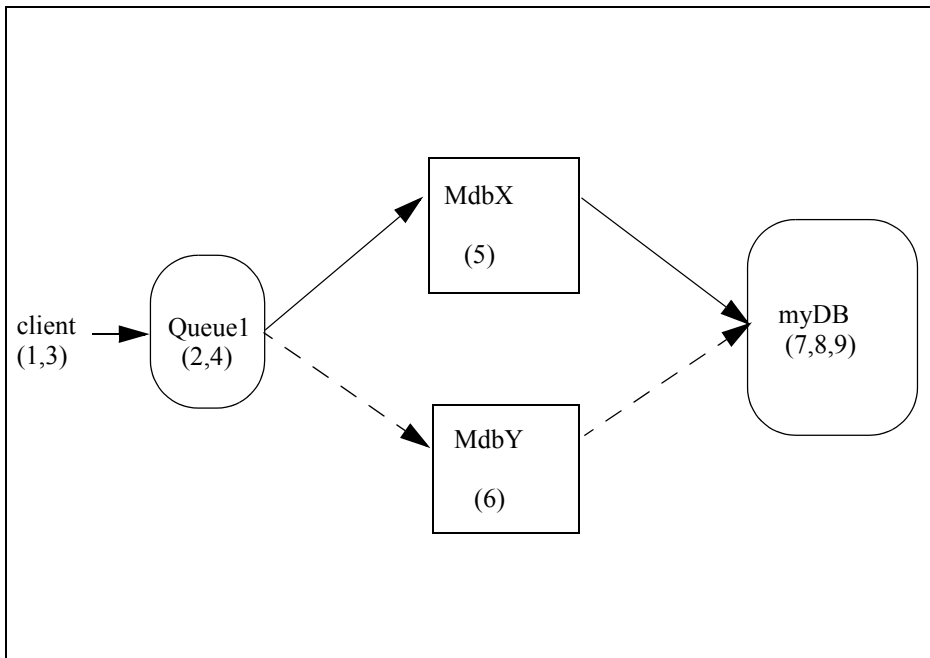 client
(1,3)
Queue1
(2,4)
MdbX
(5)
MdbY
(6)
myDB
(7,8,9)